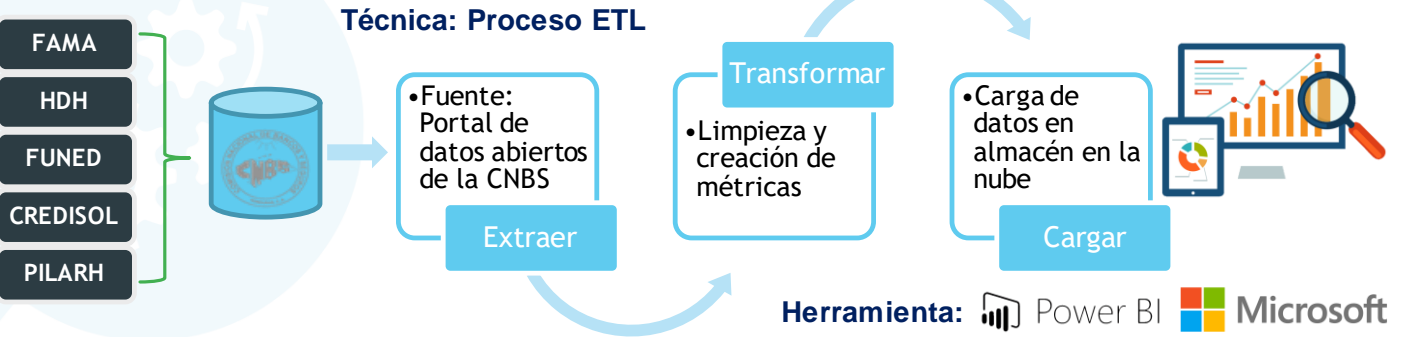 Técnica: Proceso ETL
FAMA
HDH
FUNED
CREDISOL
PILARH
CNBS
•Fuente:
Portal de
datos abiertos
de la CNBS
Extraer
Transformar
•Limpieza y
creación de
métricas
•Carga de
datos en
almacén en la
nube
Cargar
Herramienta:
Power BI
Microsoft